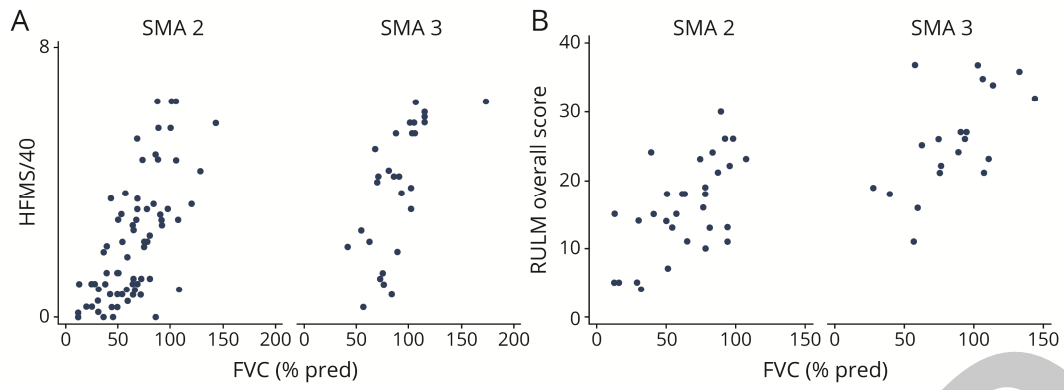 A
SMA 2
SMA 3
8
0
HFMS/40
0 50 100 150 200
0 50 100 150 200
FVC (% pred)
B
SMA 2
SMA 3
40
30
20
10
0
RULM overall score
0 50 100 150
0 50 100 150
FVC (% pred)